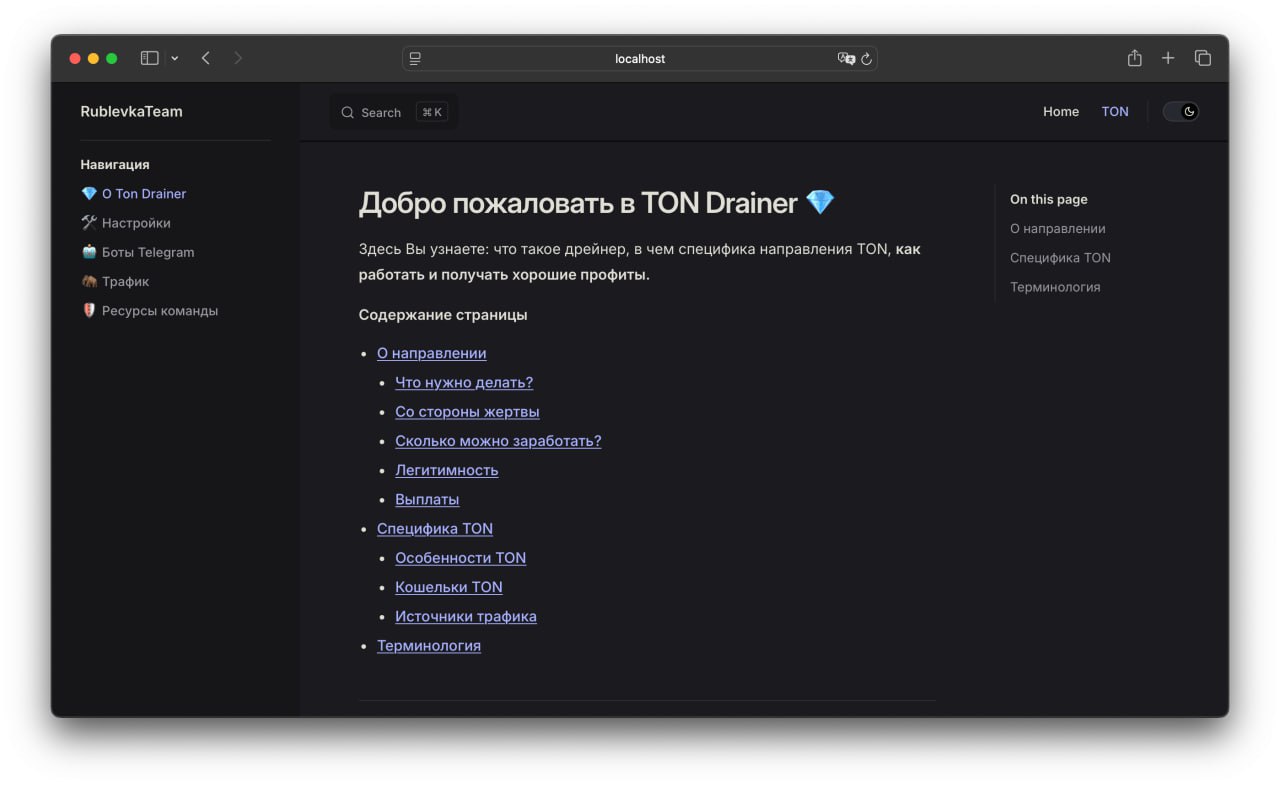 localhost
RublevkaTeam
Search
⌘ K
Home
TON
Навигация
О Ton Drainer
Настройки
Боты Telegram
Трафик
Ресурсы команды
Добро пожаловать в TON Drainer
Здесь Вы узнаете: что такое дрейнер, в чем специфика направления TON, как
работать и получать хорошие профиты.
Содержание страницы
О направлении
Что нужно делать?
Со стороны жертвы
Сколько можно заработать?
Легитимность
Выплаты
Специфика TON
Особенности TON
Кошельки TON
Источники трафика
Терминология
On this page
О направлении
Специфика TON
Терминология